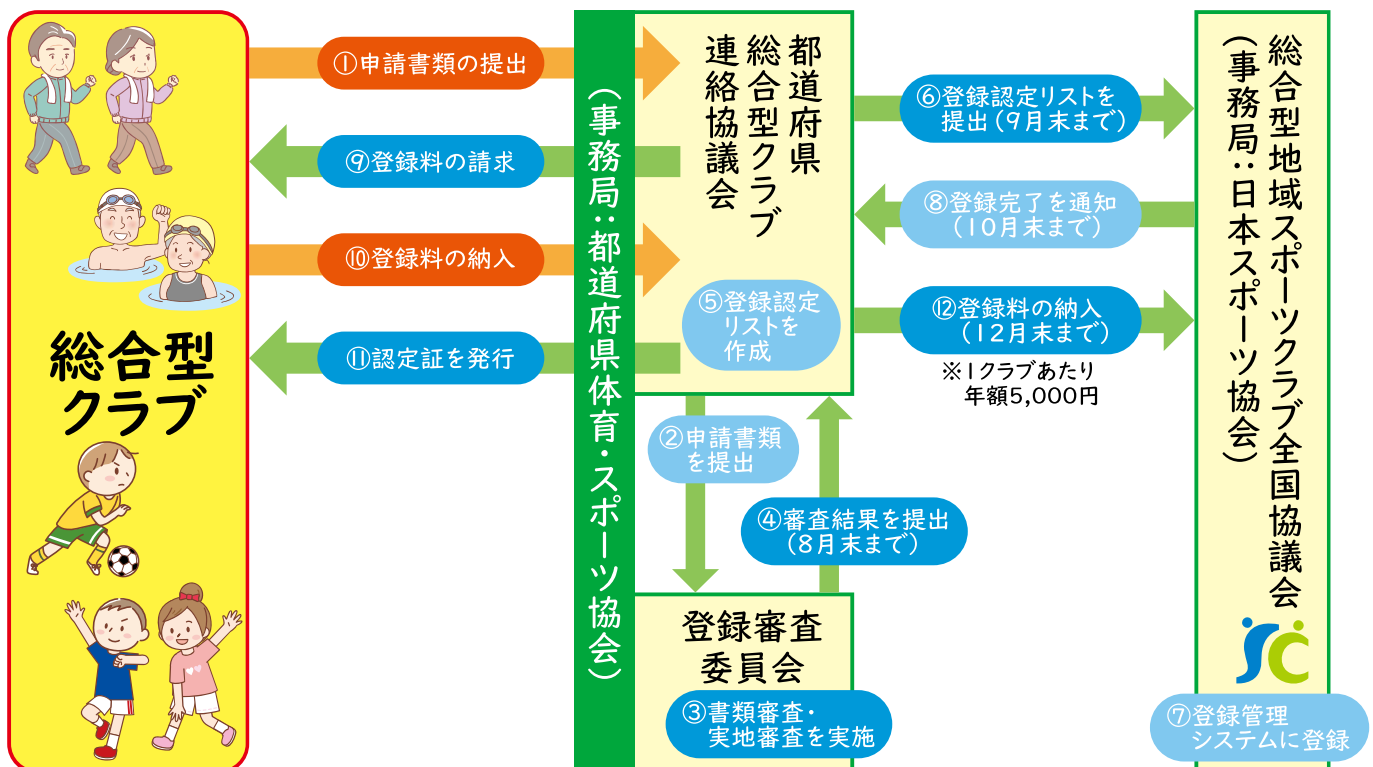 総合型
クラブ
①申請書類の提出
⑨登録料の請求
⑩登録料の納入
⑪認定証を発行
(事務局:都道府県体育・スポーツ協会)
都道府県
総合型クラブ
連絡協議会
⑤登録認定
リストを
作成
②申請書類
を提出
④審査結果を提出
(8月末まで)
登録審査
委員会
③書類審査・
実地審査を実施
⑥登録認定リストを
提出(9月末まで)
⑧登録完了を通知
(10月末まで)
⑫登録料の納入
(12月末まで)
※1クラブあたり
年額5,000円
総合型地域スポーツクラブ全国協議会
(事務局:日本スポーツ協会)
SC
⑦登録管理
システムに登録